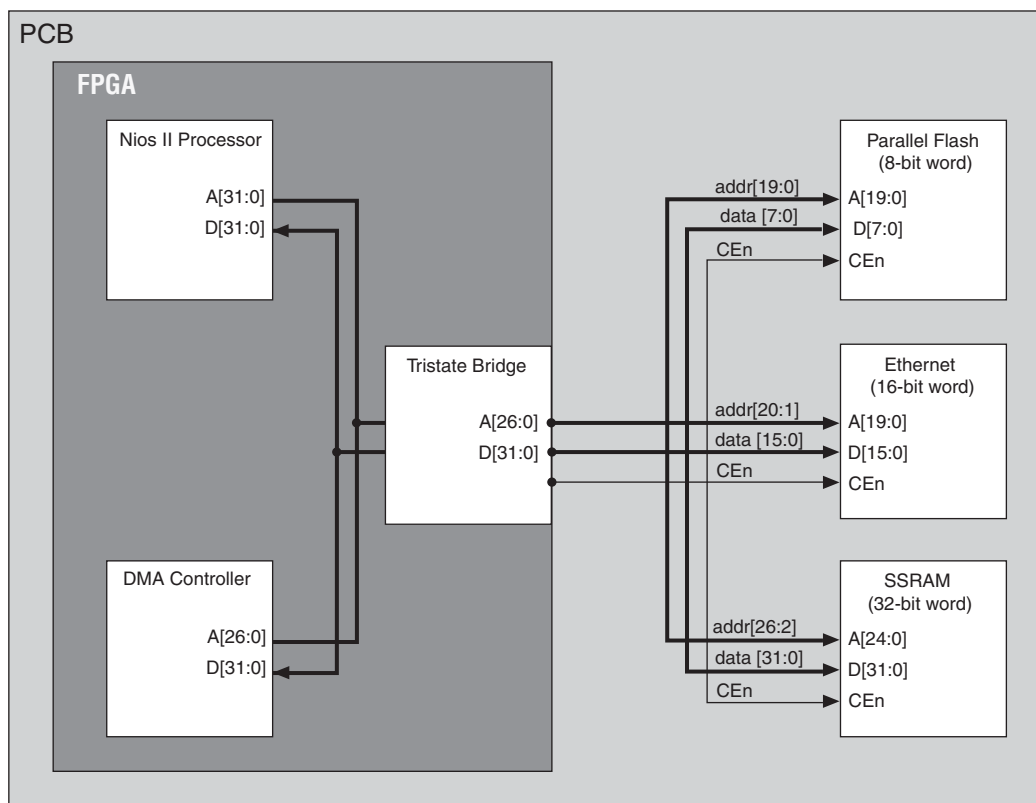 PCB
FPGA
Nios II Processor
A[31:0]
D[31:0]
Tristate Bridge
A[26:0]
D[31:0]
DMA Controller
A[26:0]
D[31:0]
addr[19:0]
data [7:0]
CEn
Parallel Flash
(8-bit word)
A[19:0]
D[7:0]
CEn
addr[20:1]
data [15:0]
CEn
Ethernet
(16-bit word)
A[19:0]
D[15:0]
CEn
addr[26:2]
data [31:0]
CEn
SSRAM
(32-bit word)
A[24:0]
D[31:0]
CEn